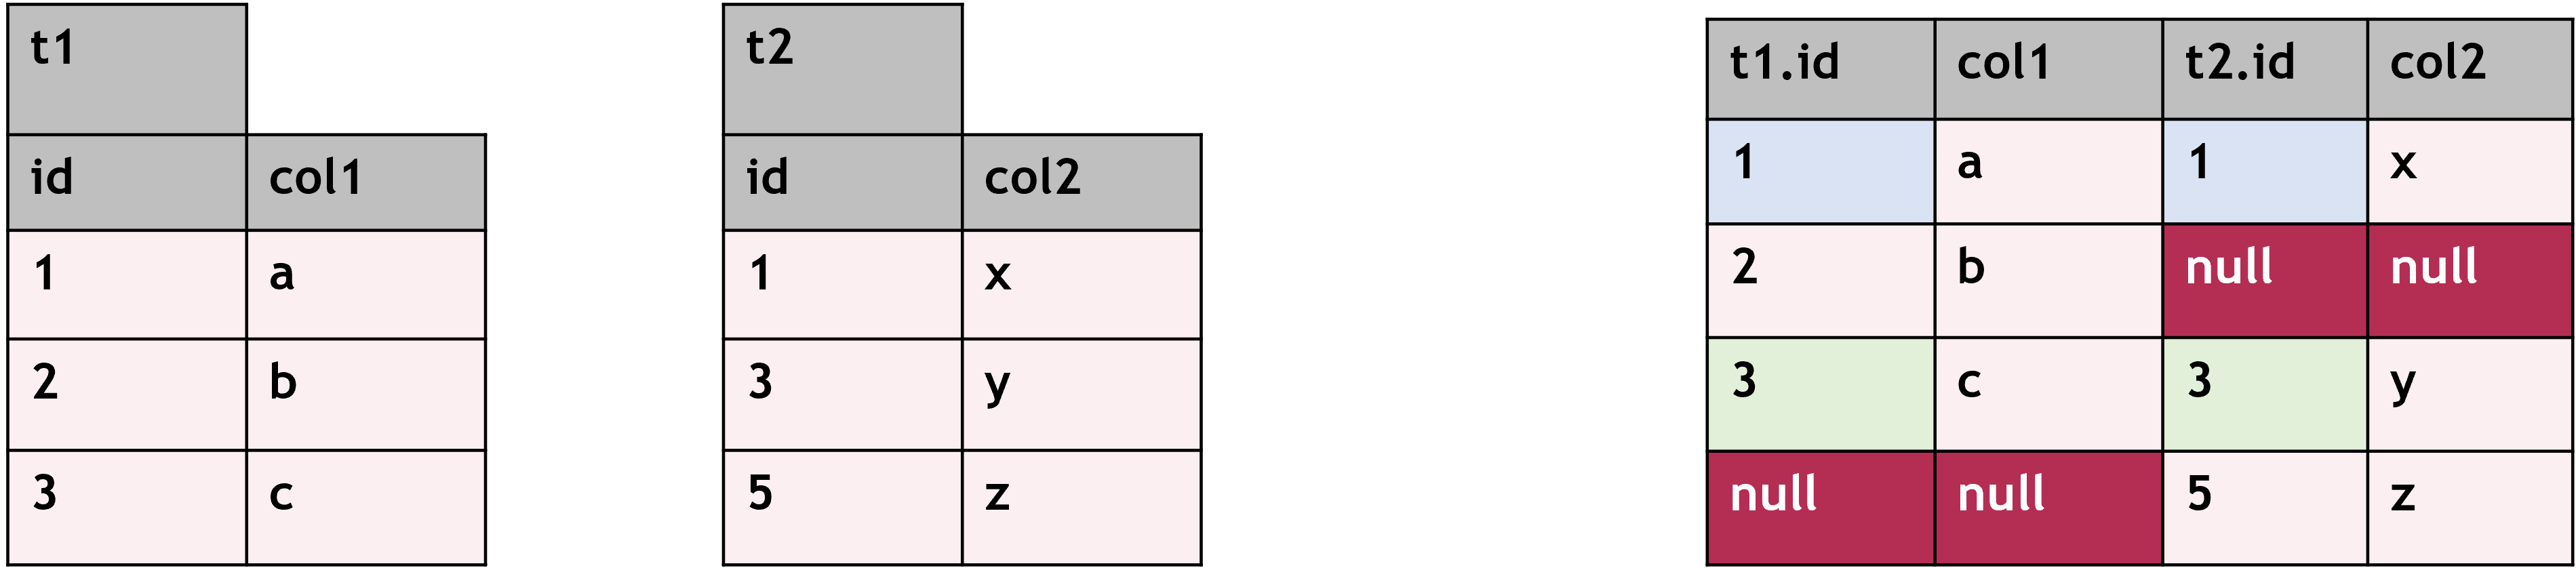 t1
id col1
1 a
2 b
3 c
t2
id col2
1 x
3 y
5 z
t1.id col1 t2.id col2
1 a 1 x
2 b null null
3 c 3 y
null null 5 z